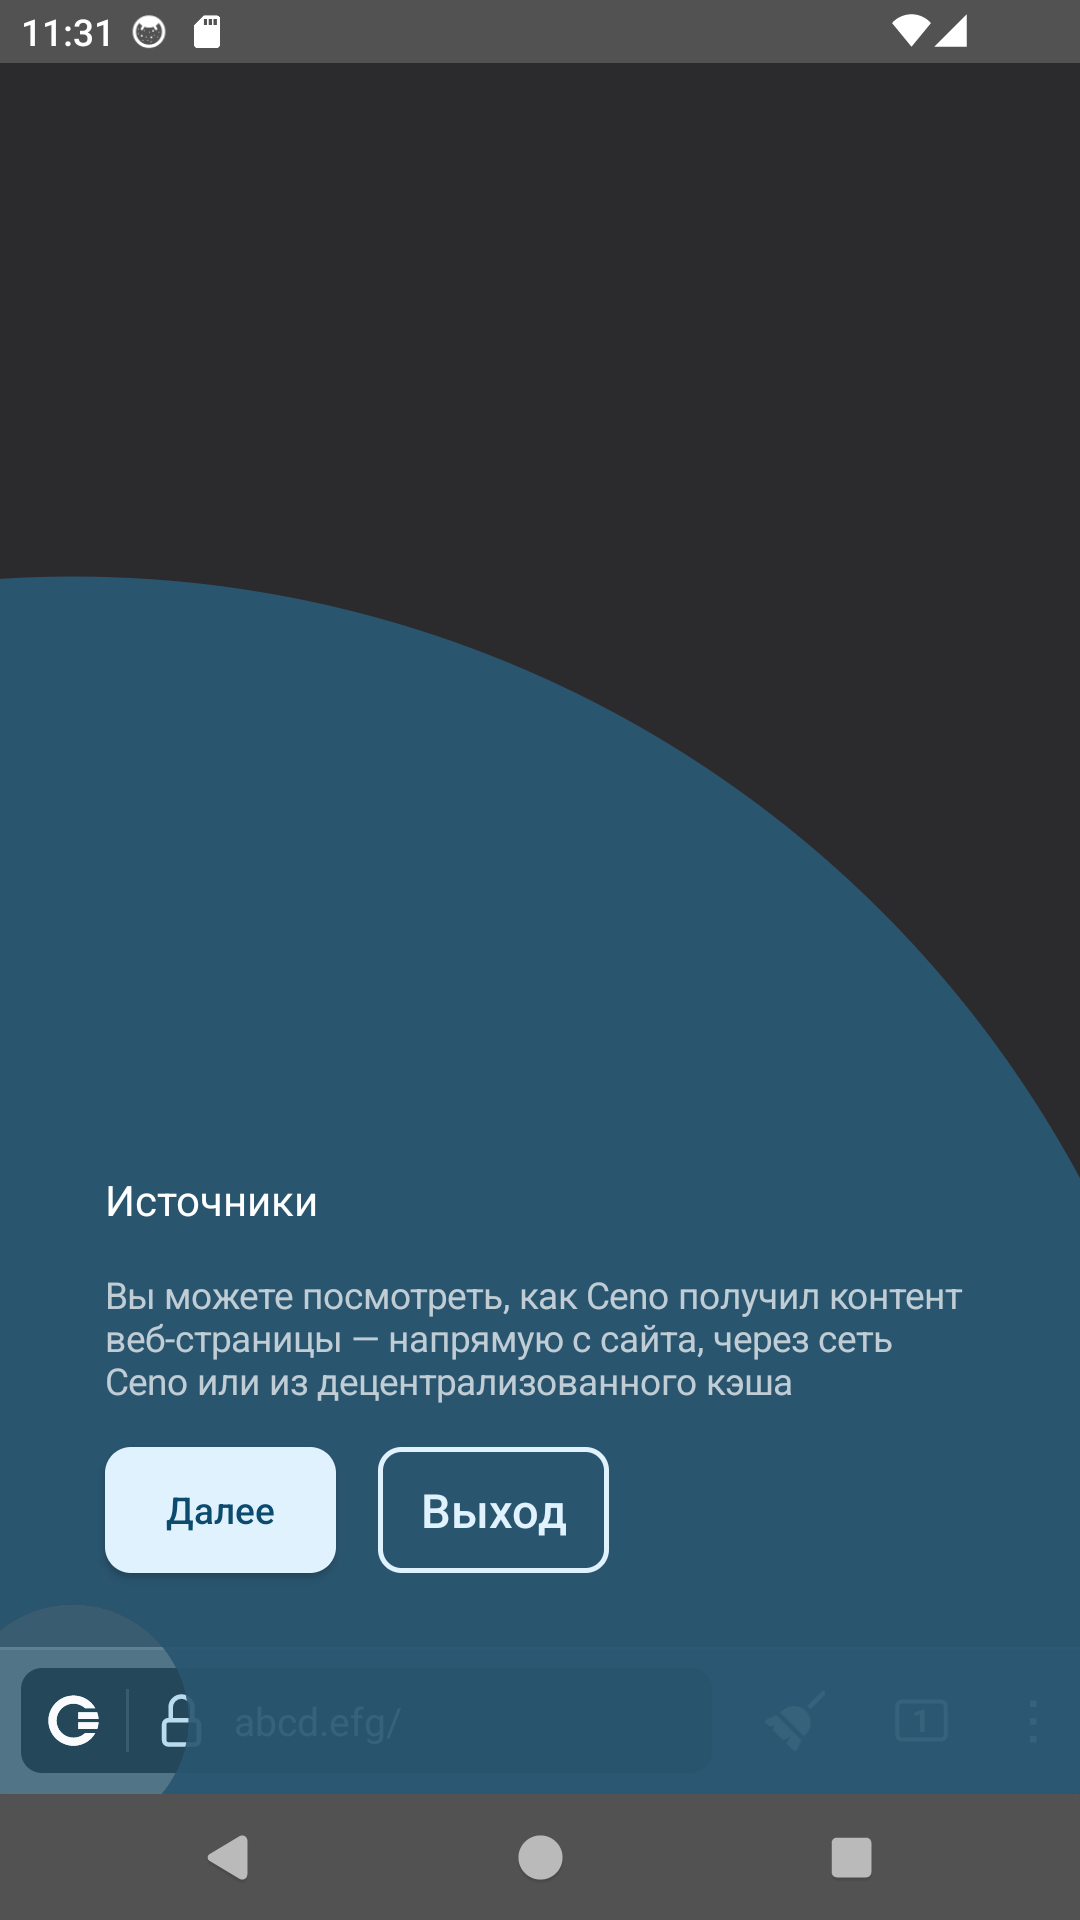 11:31
Источники
Вы можете посмотреть, как Ceno получил контент
веб-страницы — напрямую с сайта, через сеть
Ceno или из децентрализованного кэша
Далее
Выход
abcd.efg/
1